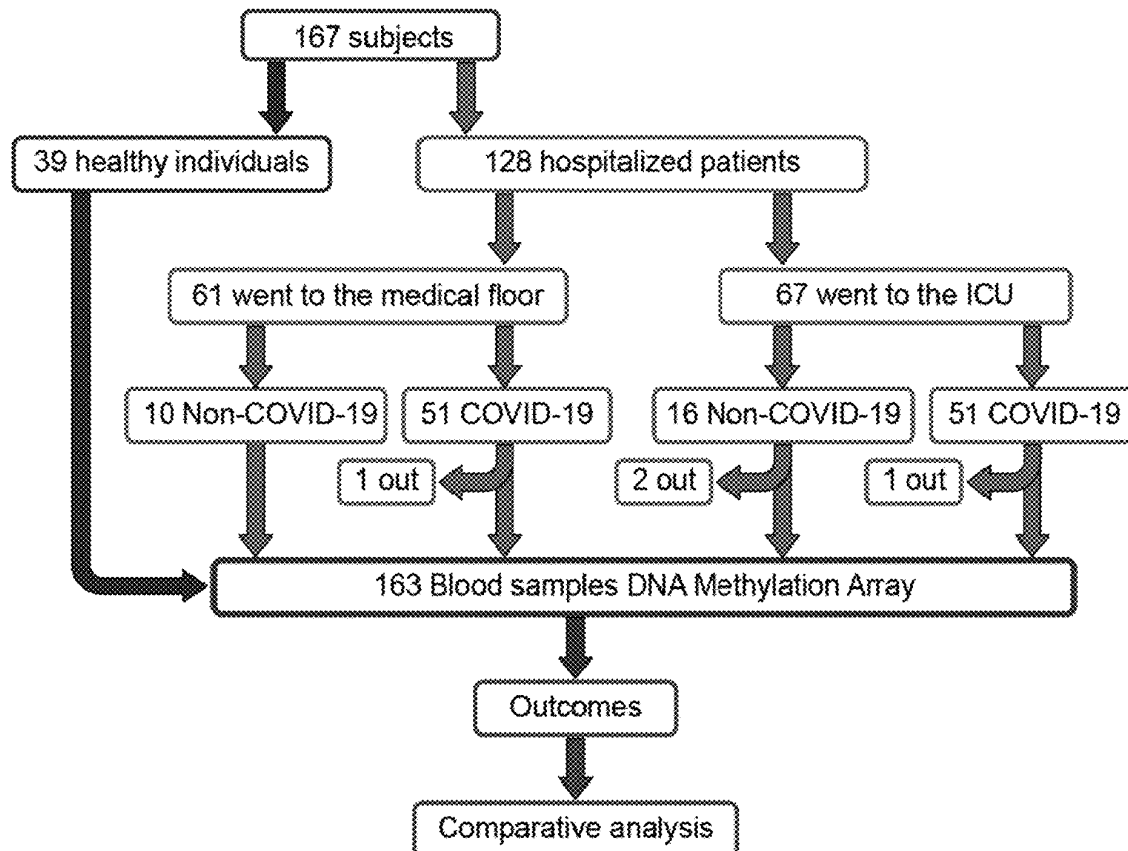 167 subjects
39 healthy individuals
128 hospitalized patients
61 went to the medical floor
67 went to the ICU
10 Non-COVID-19
51 COVID-19
16 Non-COVID-19
51 COVID-19
1 out
2 out
1 out
163 Blood samples DNA Methylation Array
Outcomes
Comparative analysis